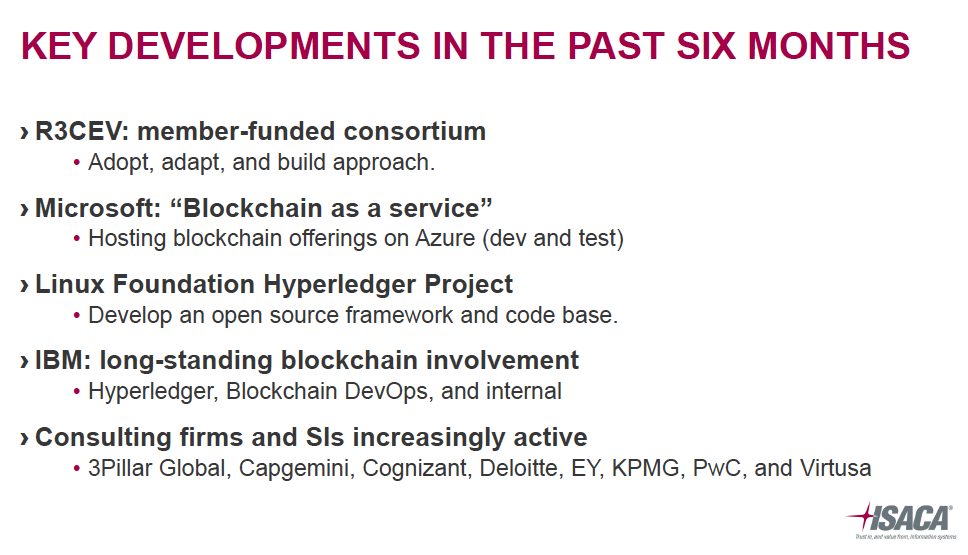 KEY DEVELOPMENTS IN THE PAST SIX MONTHS
› R3CEV: member-funded consortium
• Adopt, adapt, and build approach.
› Microsoft: “Blockchain as a service”
• Hosting blockchain offerings on Azure (dev and test)
› Linux Foundation Hyperledger Project
• Develop an open source framework and code base.
› IBM: long-standing blockchain involvement
• Hyperledger, Blockchain DevOps, and internal
› Consulting firms and SIs increasingly active
• 3Pillar Global, Capgemini, Cognizant, Deloitte, EY, KPMG, PwC, and Virtusa
ISACA®
Trust in, and value from, information systems